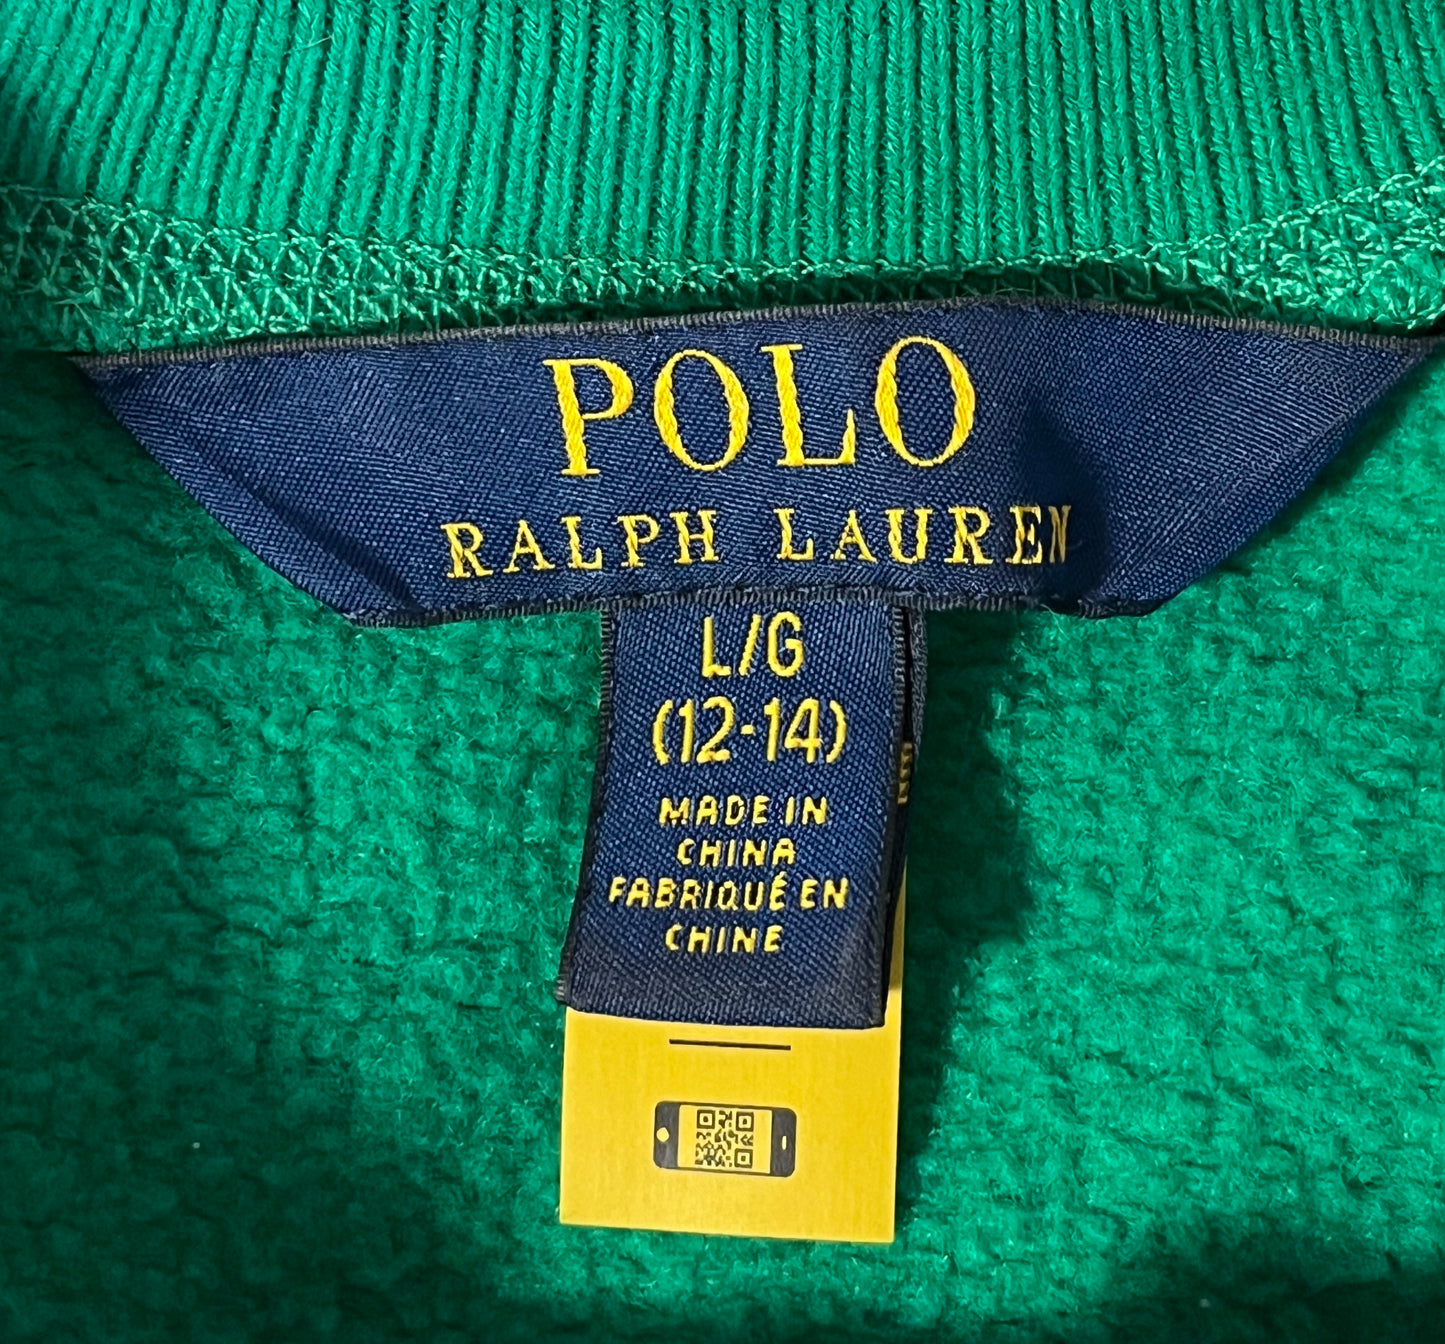 POLO
RALPH LAUREN
L/G
(12-14)
MADE IN
CHINA
FABRIQUÉ EN
CHINE